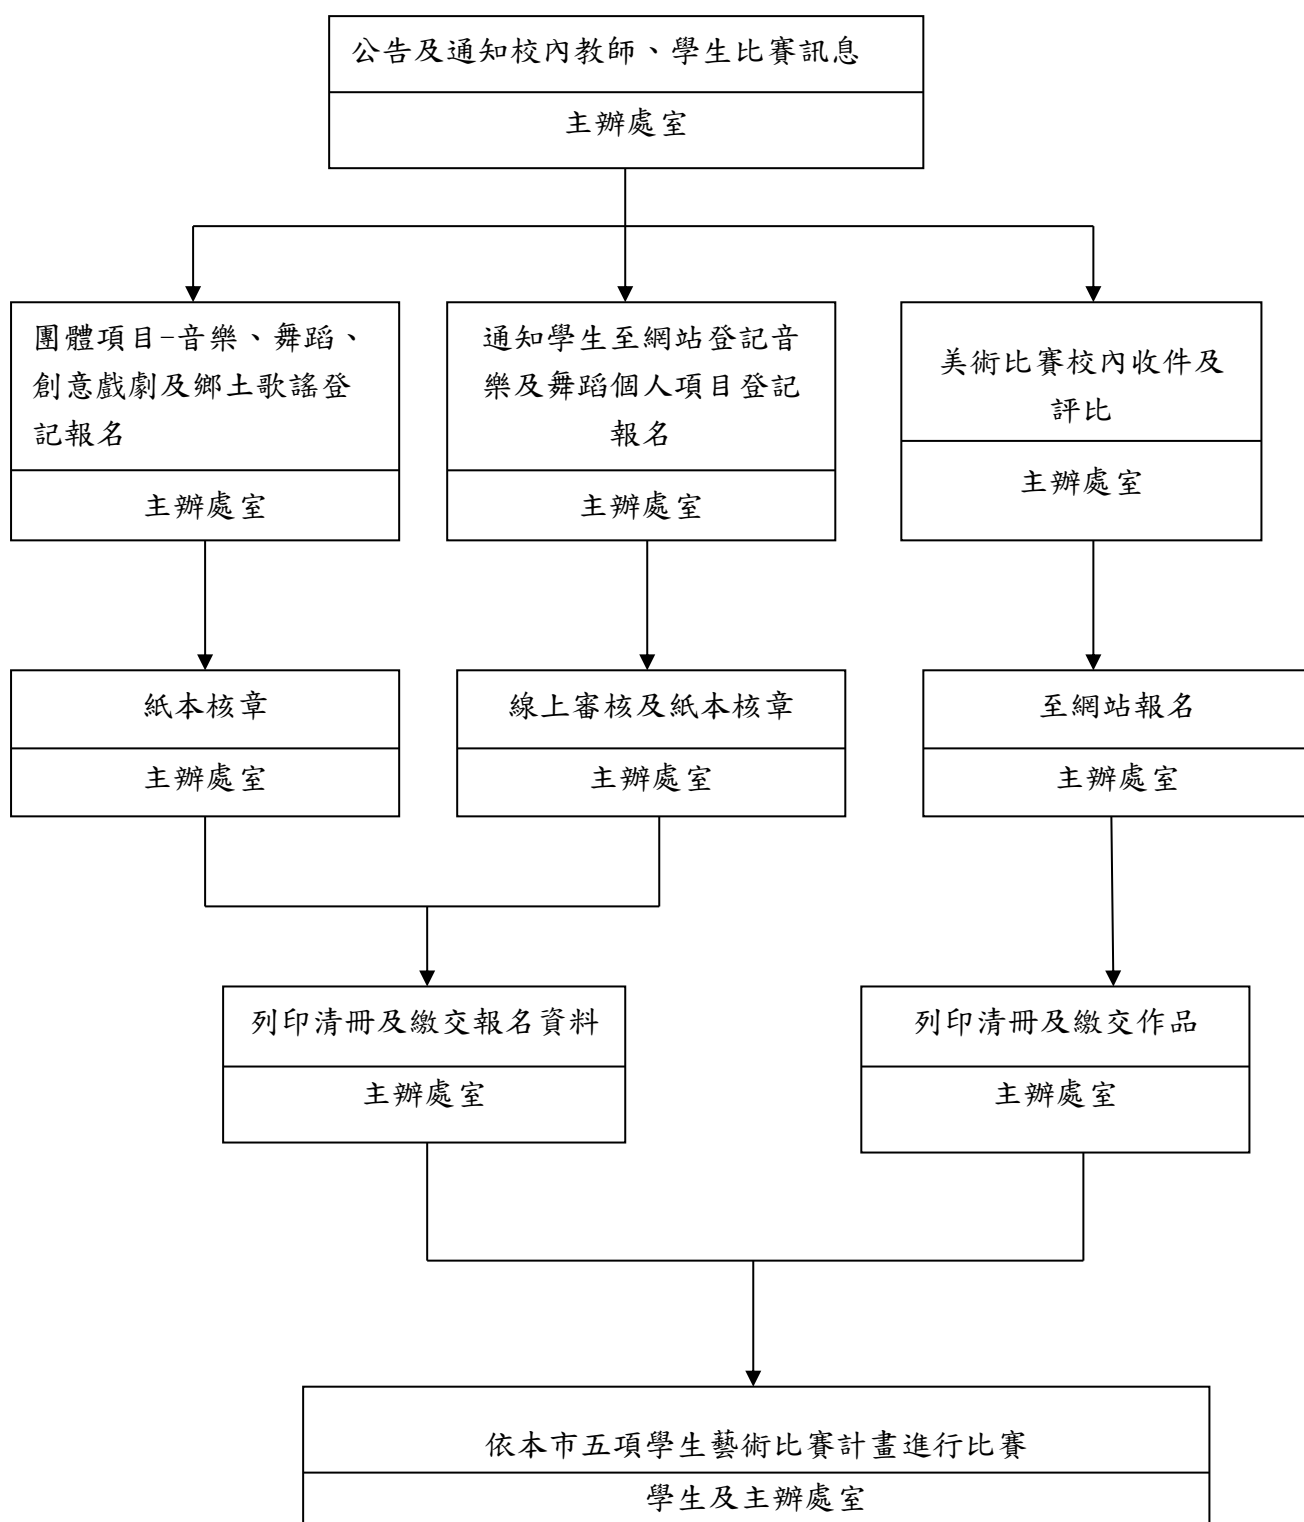 公告及通知校內教師、學生比賽訊息
主辦處室
團體項目-音樂、舞蹈、
創意戲劇及鄉土歌謠登
記報名
主辦處室
通知學生至網站登記音
樂及舞蹈個人項目登記
報名
主辦處室
美術比賽校內收件及
評比
主辦處室
紙本核章
主辦處室
線上審核及紙本核章
主辦處室
至網站報名
主辦處室
列印清冊及繳交報名資料
主辦處室
列印清冊及繳交作品
主辦處室
依本市五項學生藝術比賽計畫進行比賽
學生及主辦處室